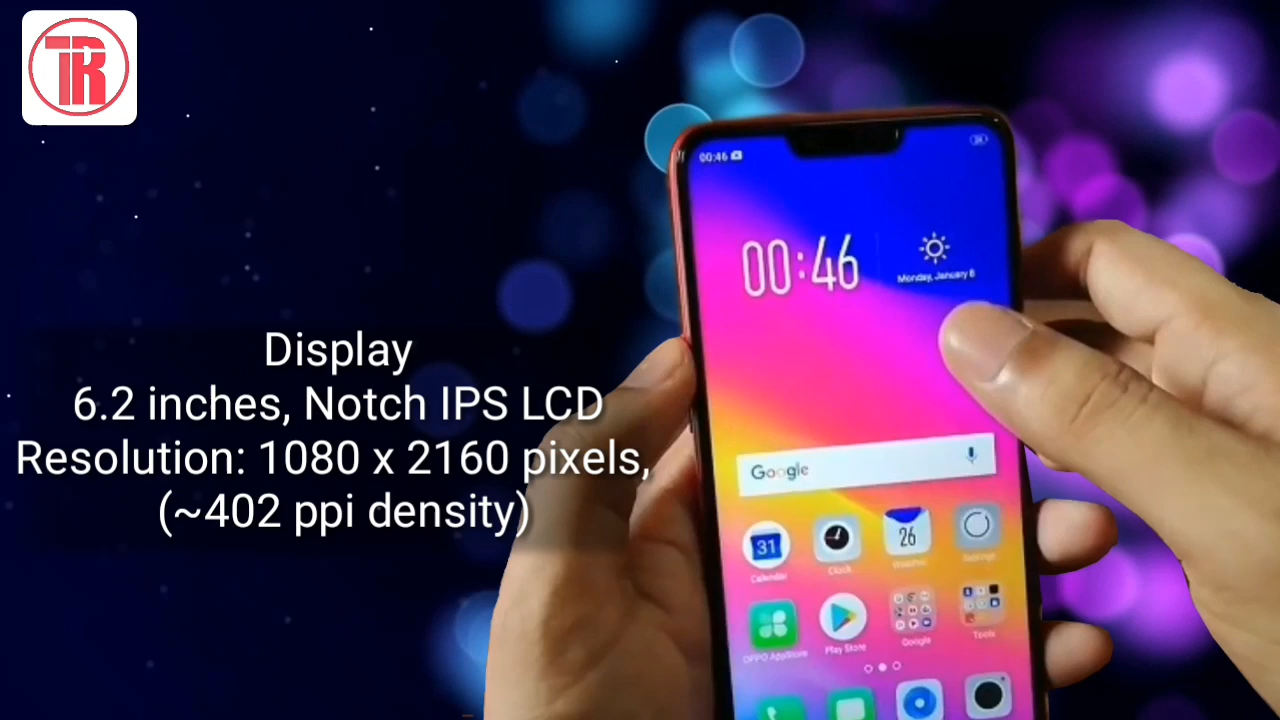 TR
00:46
00:46
Monday, January 8
Display
6.2 inches, Notch IPS LCD
Resolution: 1080 x 2160 pixels,
(~402 ppi density)
Google
31
26
Calendar
Clock
Weather
Settings
OPPO AppStore
Play Store
Google
Tools